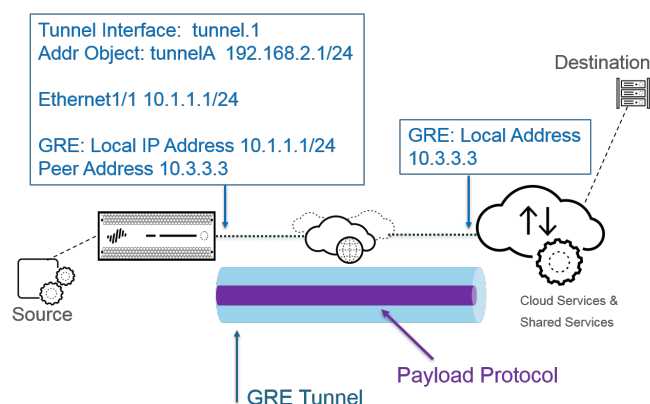 Tunnel Interface:  tunnel.1
Addr Object: tunnelA  192.168.2.1/24
Ethernet1/1 10.1.1.1/24
GRE: Local IP Address 10.1.1.1/24
Peer Address 10.3.3.3
GRE: Local Address
10.3.3.3
Destination
Source
Cloud Services &
Shared Services
Payload Protocol
GRE Tunnel